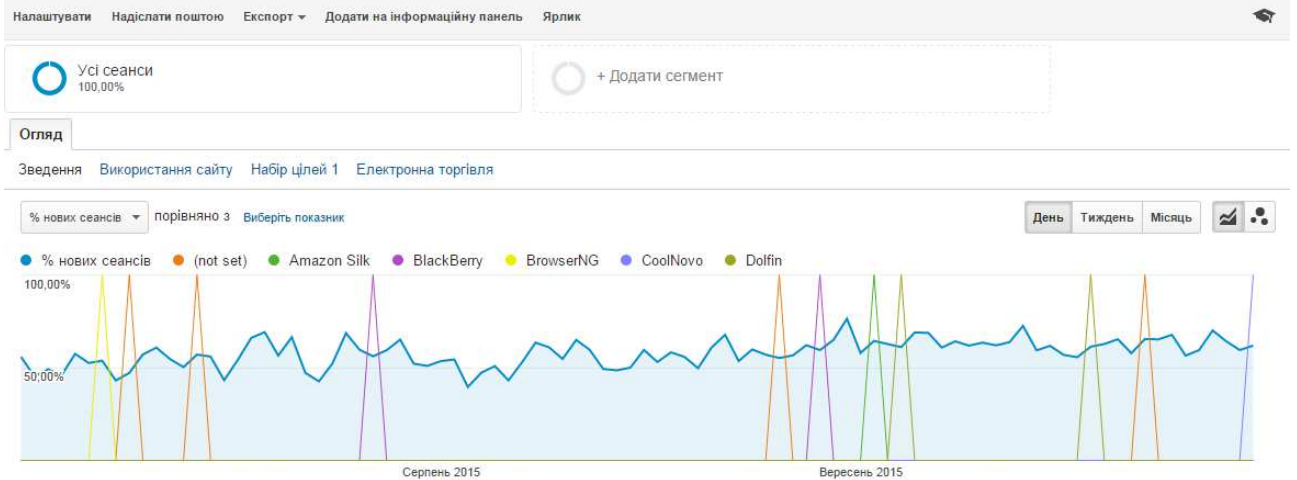 Налаштувати Надіслати поштою Експорт Додати на інформаційну панель Ярлик
Усі сеанси
100,00%
+ Додати сегмент
Огляд
Зведення Використання сайту Набір цілей 1 Електронна торгівля
% нових сеансів порівняно з Виберіть показник День Тиждень Місяць
% нових сеансів (not set) Amazon Silk BlackBerry BrowserNG CoolNovo Dolfin
100,00%
50,00%
Серпень 2015 Вересень 2015